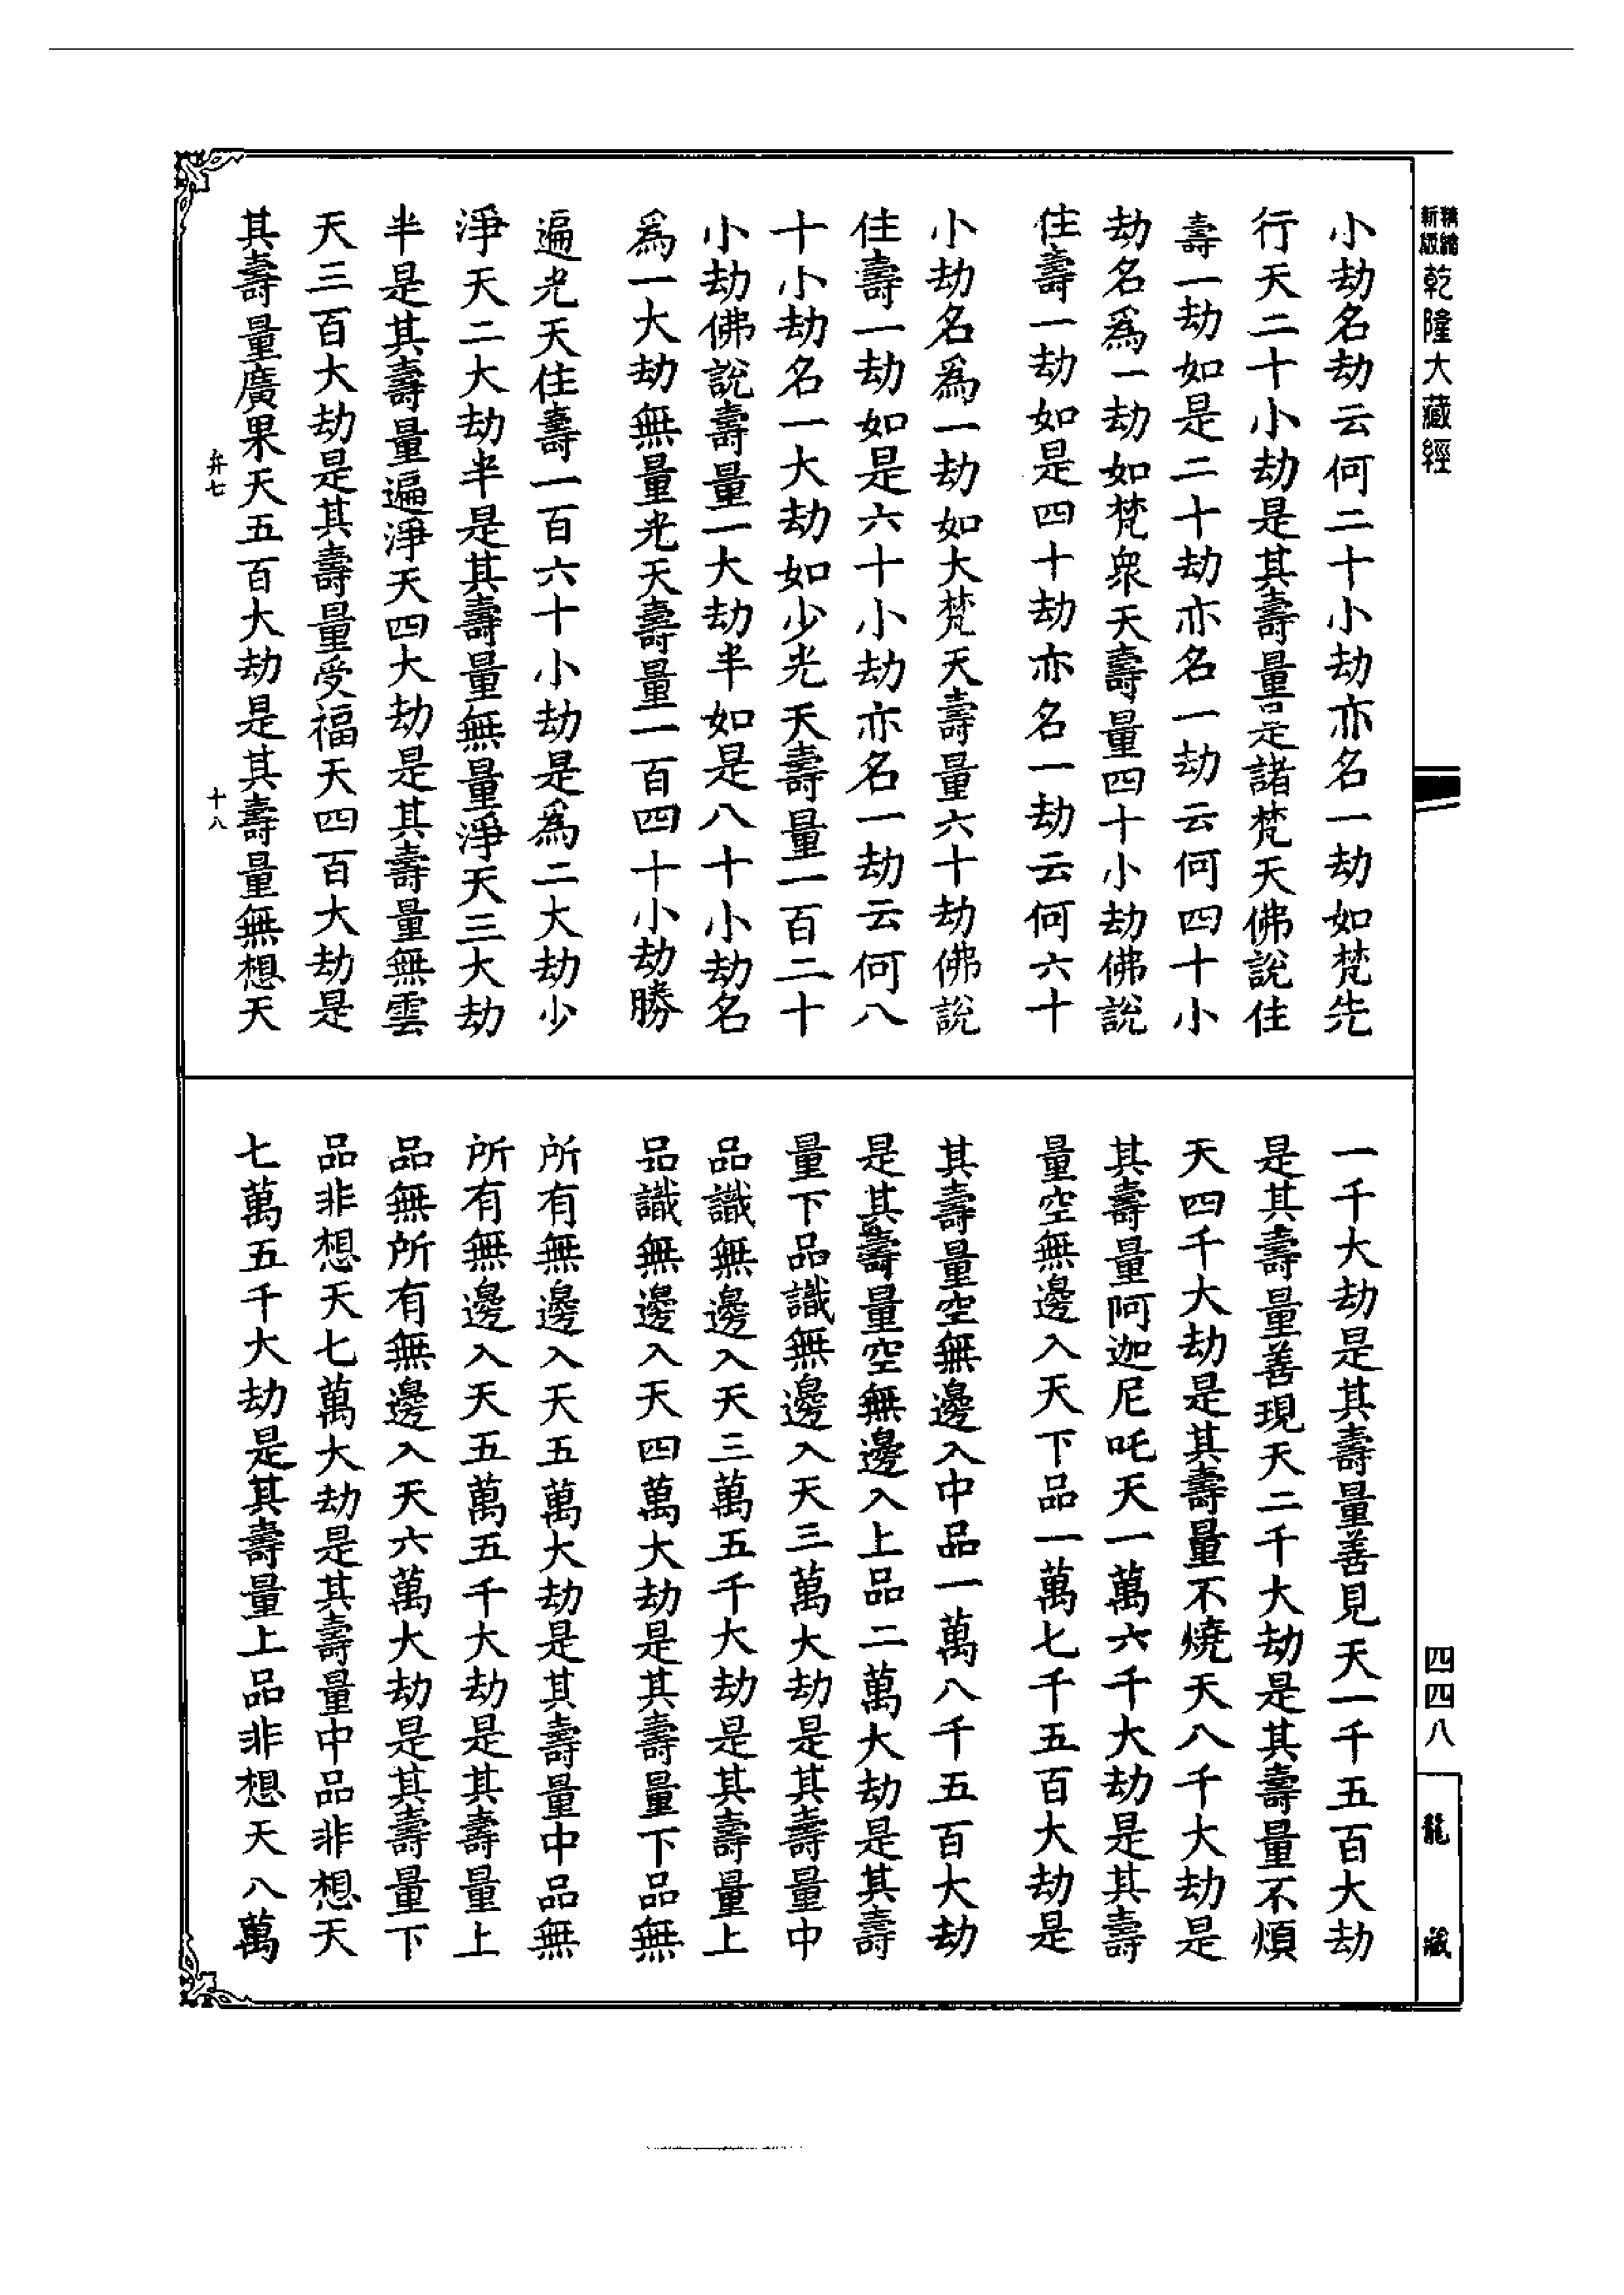 精繪新級乾隆大藏經
小劫名劫云何二十小劫亦名一劫如梵先
行天二十小劫是其壽量是諸梵天佛說住
壽一劫如是二十劫亦名一劫云何四十小
劫名為一劫如梵衆天壽量四十小劫佛說
住壽一劫如是四十劫亦名一劫云何六十
小劫名為一劫如大梵天壽量六十劫佛說
住壽一劫如是六十小劫亦名一劫云何八
十小劫名一大劫如少光天壽量一百二十
小劫佛說壽量一大劫半如是八十小劫名
為一大劫無量光天壽量一百四十小劫勝
遍光天住壽一百六十小劫是為二大劫少
淨天二大劫半是其壽量無量淨天三大劫
半是其壽量遍淨天四大劫是其壽量無雲
天三百大劫是其壽量受福天四百大劫是
其壽量廣果天五百大劫是其壽量無想天
弁七
十八
一千大劫是其壽量善見天一千五百大劫
是其壽量善現天二千大劫是其壽量不煩
天四千大劫是其壽量不燒天八千大劫是
其壽量阿迦尼吒天一萬六千大劫是其壽
量空無邊入天下品一萬七千五百大劫是
其壽量空無邊入中品一萬八千五百大劫
是其壽量空無邊入上品二萬大劫是其壽
量下品識無邊入天三萬大劫是其壽量中
品識無邊入天三萬五千大劫是其壽量上
品識無邊入天四萬大劫是其壽量下品無
所有無邊入天五萬大劫是其壽量中品無
所有無邊入天五萬五千大劫是其壽量上
品無所有無邊入天六萬大劫是其壽量下
品非想天七萬大劫是其壽量中品非想天
七萬五千大劫是其壽量上品非想天八萬
四四八
龍藏